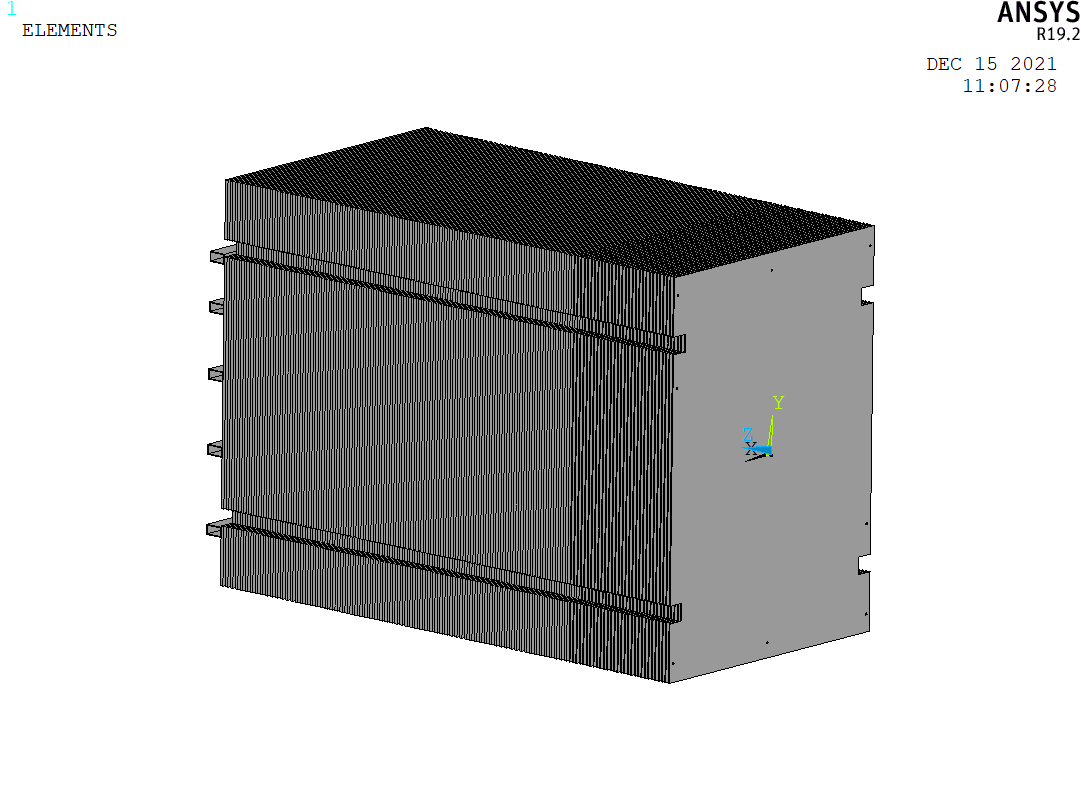 1
ELEMENTS
ANSYS
R19.2
DEC 15 2021
11:07:28
Y
Z
X